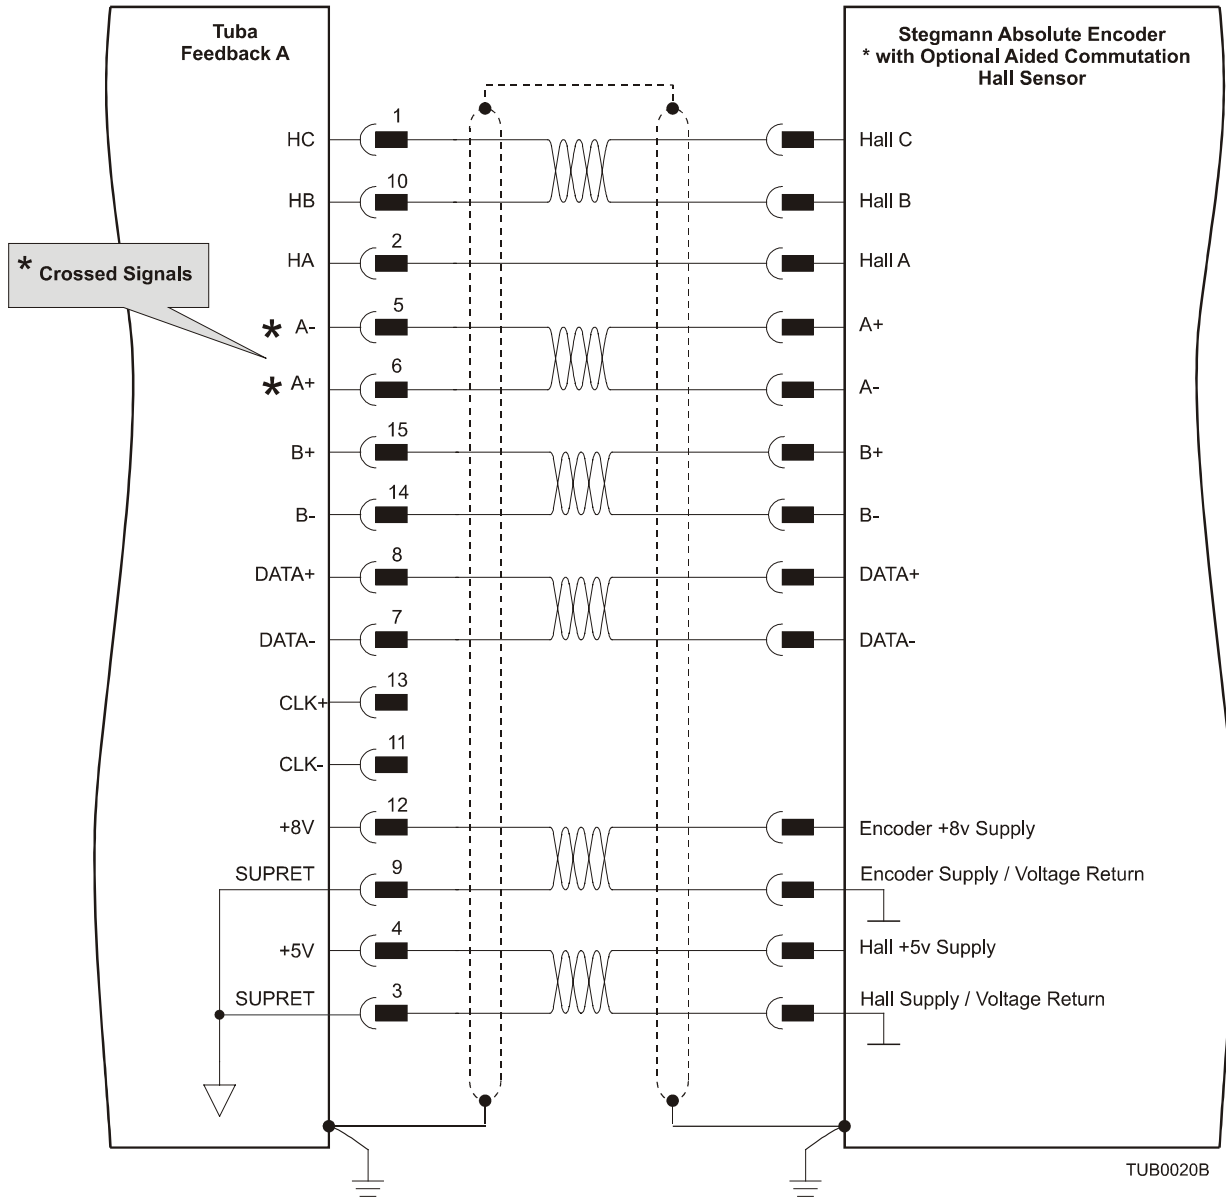 Tuba
Feedback A
Stegmann Absolute Encoder
* with Optional Aided Commutation
Hall Sensor
HC 1 Hall C
HB 10 Hall B
HA 2 Hall A
* Crossed Signals
* A- 5 A+
* A+ 6 A-
B+ 15 B+
B- 14 B-
DATA+ 8 DATA+
DATA- 7 DATA-
CLK+ 13
CLK- 11
+8V 12 Encoder +8v Supply
SUPRET 9 Encoder Supply / Voltage Return
+5V 4 Hall +5v Supply
SUPRET 3 Hall Supply / Voltage Return
TUB0020B